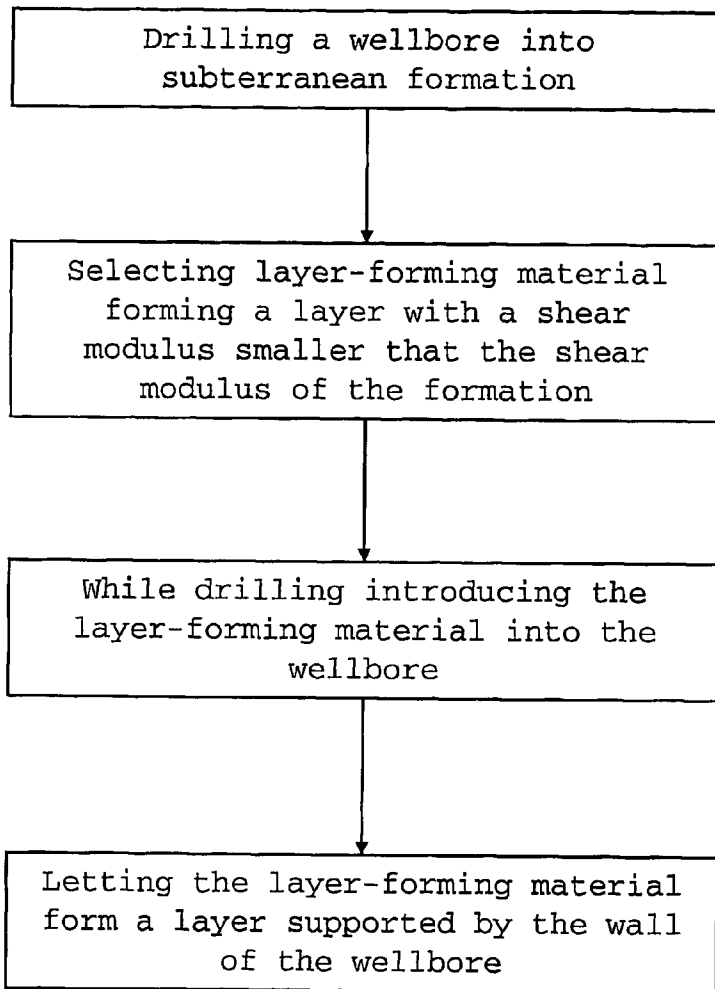 Drilling a wellbore into
subterranean formation
Selecting layer-forming material
forming a layer with a shear
modulus smaller that the shear
modulus of the formation
While drilling introducing the
layer-forming material into the
wellbore
Letting the layer-forming material
form a layer supported by the wall
of the wellbore